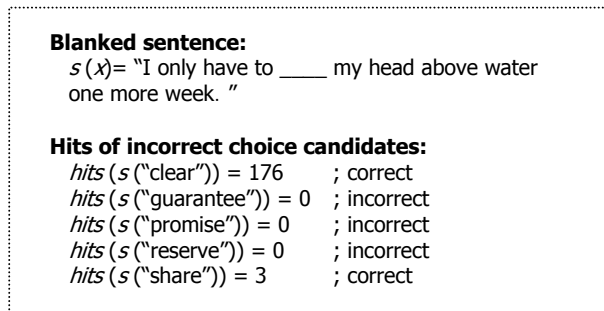 Blanked sentence:
s (x)= “I only have to ____ my head above water
one more week. ”
Hits of incorrect choice candidates:
hits (s (“clear”)) = 176 ; correct
hits (s (“guarantee”)) = 0 ; incorrect
hits (s (“promise”)) = 0 ; incorrect
hits (s (“reserve”)) = 0 ; incorrect
hits (s (“share”)) = 3 ; correct